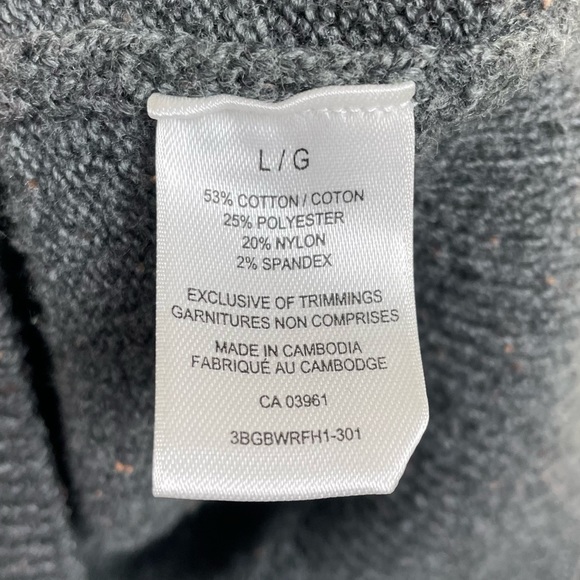 L / G
53% COTTON / COTON
25% POLYESTER
20% NYLON
2% SPANDEX
EXCLUSIVE OF TRIMMINGS
GARNITURES NON COMPRISES
MADE IN CAMBODIA
FABRIQUÉ AU CAMBODGE
CA 03961
3BGBWRFH1-301